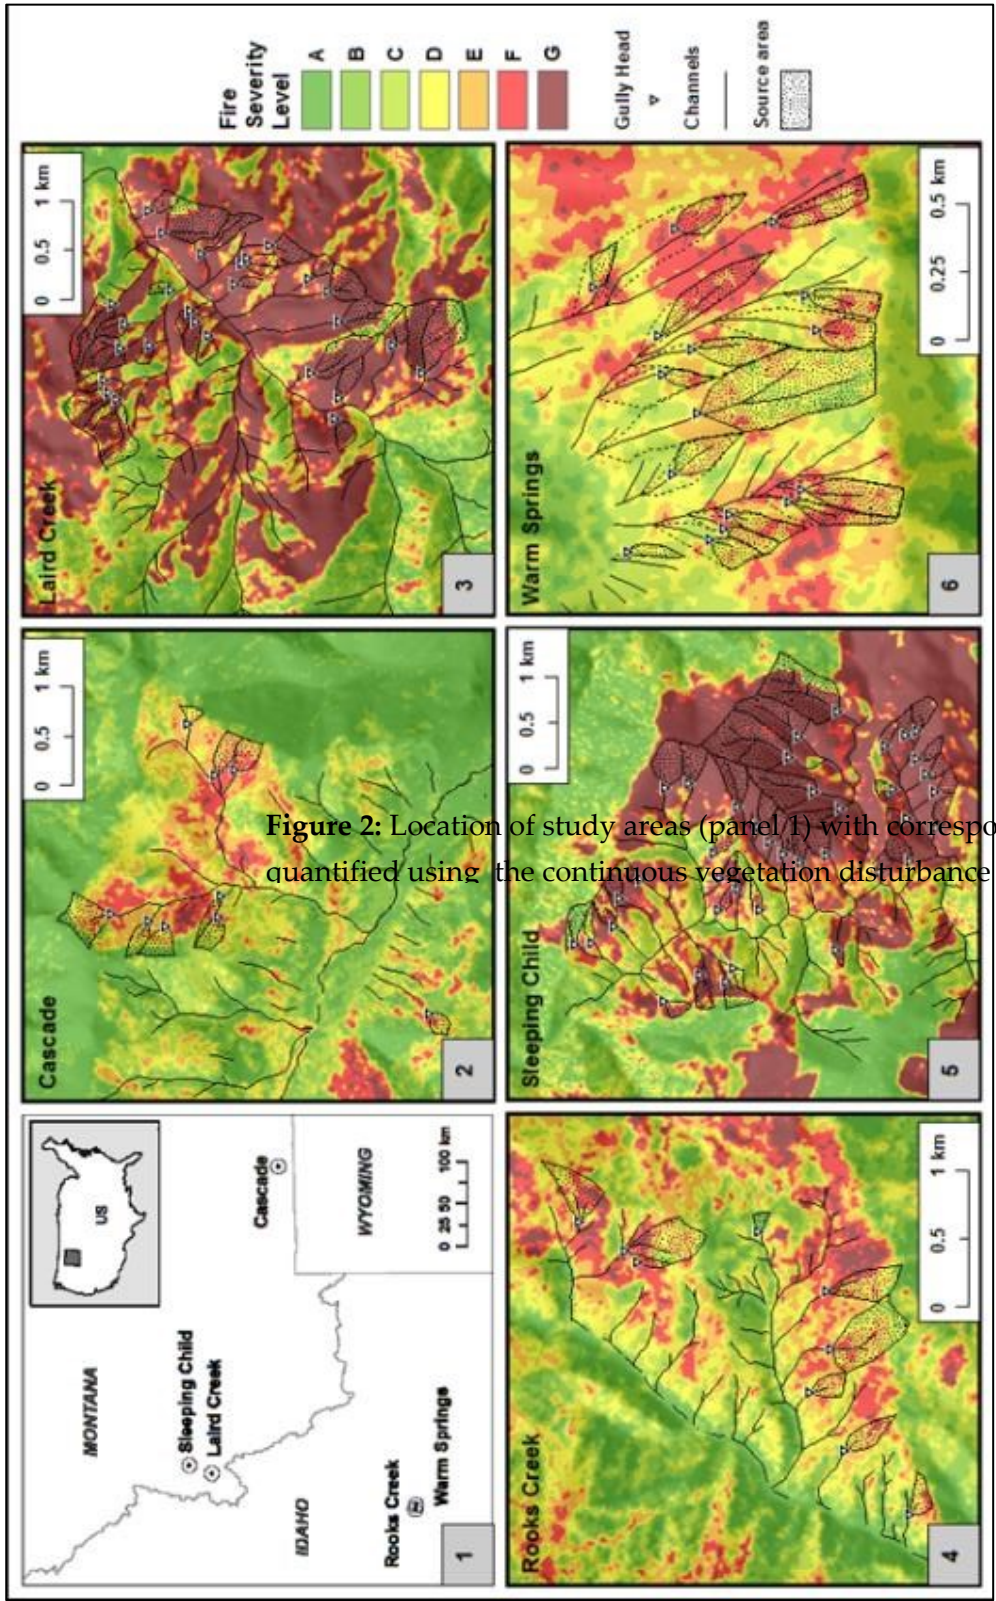 Fire
Severity
Level
A
B
C
D
E
F
G
Gully Head
Channels
Source area
MONTANA
Sleeping Child
Laird Creek
IDAHO
Rooks Creek
Warm Springs
Cascade
WYOMING
US
0 25 50 100 km
1
Cascade
0 0.5 1 km
2
Laird Creek
0 0.5 1 km
3
Rooks Creek
0 0.5 1 km
4
Sleeping Child
0 0.5 1 km
5
Warm Springs
0 0.25 0.5 km
6
Figure 2: Location of study areas (panel 1) with correspo
quantified using the continuous vegetation disturbance